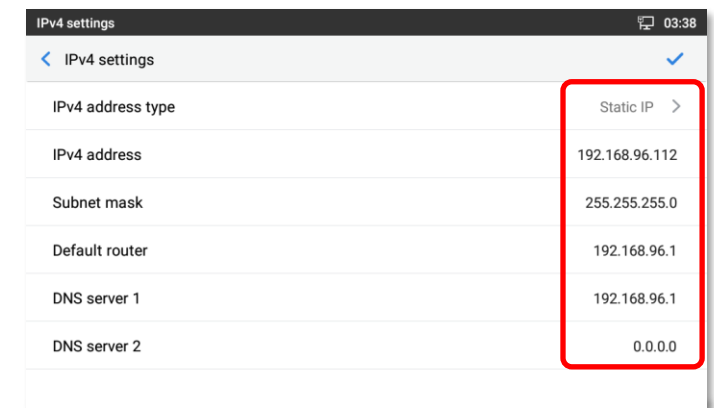 IPv4 settings 03:38
IPv4 settings
IPv4 address type Static IP
IPv4 address 192.168.96.112
Subnet mask 255.255.255.0
Default router 192.168.96.1
DNS server 1 192.168.96.1
DNS server 2 0.0.0.0